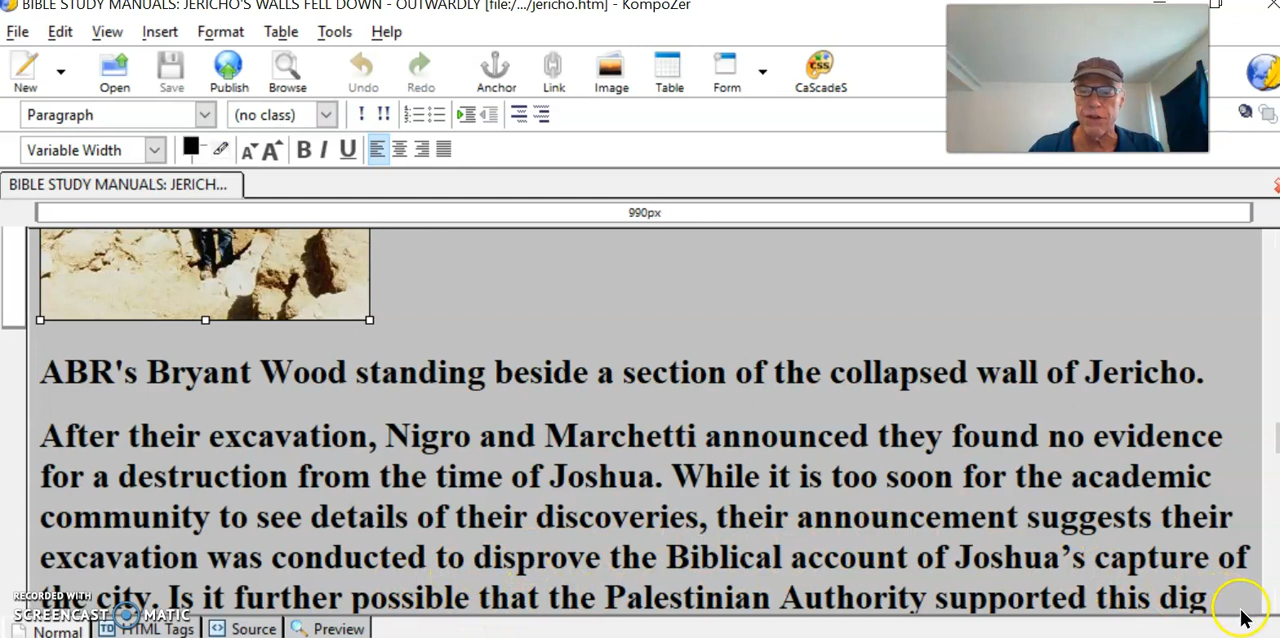 BIBLE STUDY MANUALS: JERICHO'S WALLS FELL DOWN - OUTWARDLY [file:/.../jericho.htm] - KompoZer
File Edit View Insert Format Table Tools Help
New Open Save Publish Browse Undo Redo Anchor Link Image Table Form CaScadeS
CSS
Paragraph (no class) ! !!
Variable Width A A B I U
BIBLE STUDY MANUALS: JERICH...
990px
ABR's Bryant Wood standing beside a section of the collapsed wall of Jericho.
After their excavation, Nigro and Marchetti announced they found no evidence
for a destruction from the time of Joshua. While it is too soon for the academic
community to see details of their discoveries, their announcement suggests their
excavation was conducted to disprove the Biblical account of Joshua’s capture of
the city. Is it further possible that the Palestinian Authority supported this dig
RECORDED WITH
SCREENCAST MATIC
Normal TD HTML Tags Source Preview